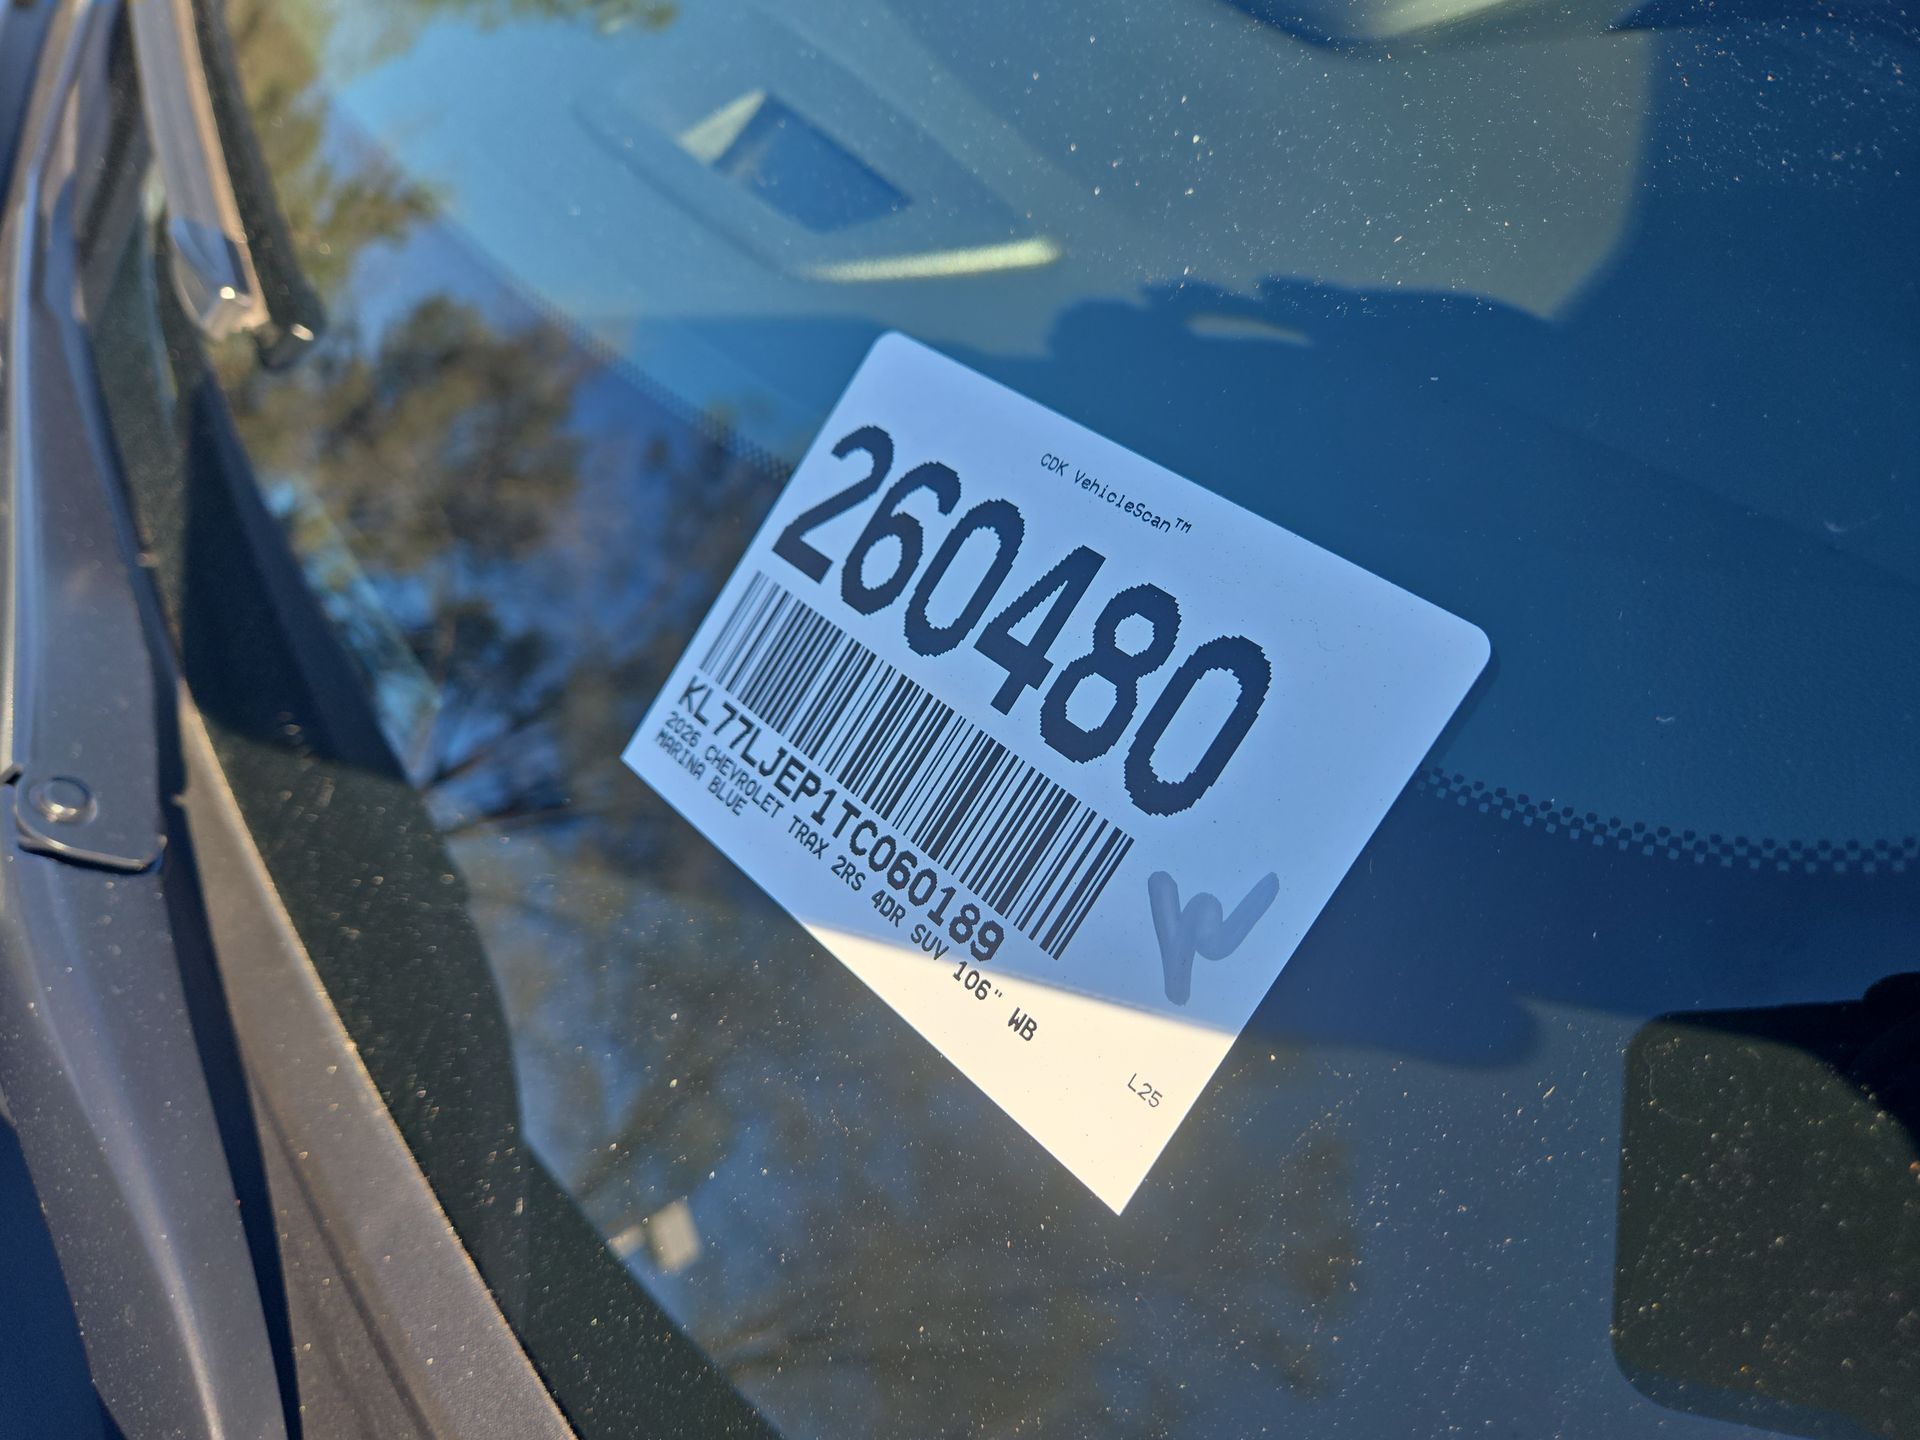 CDK VehicleScan™
260480
KL77LJEP1TC060189
2026 CHEVROLET TRAX 2RS 4DR SUV 106" WB
MARINA BLUE
L25